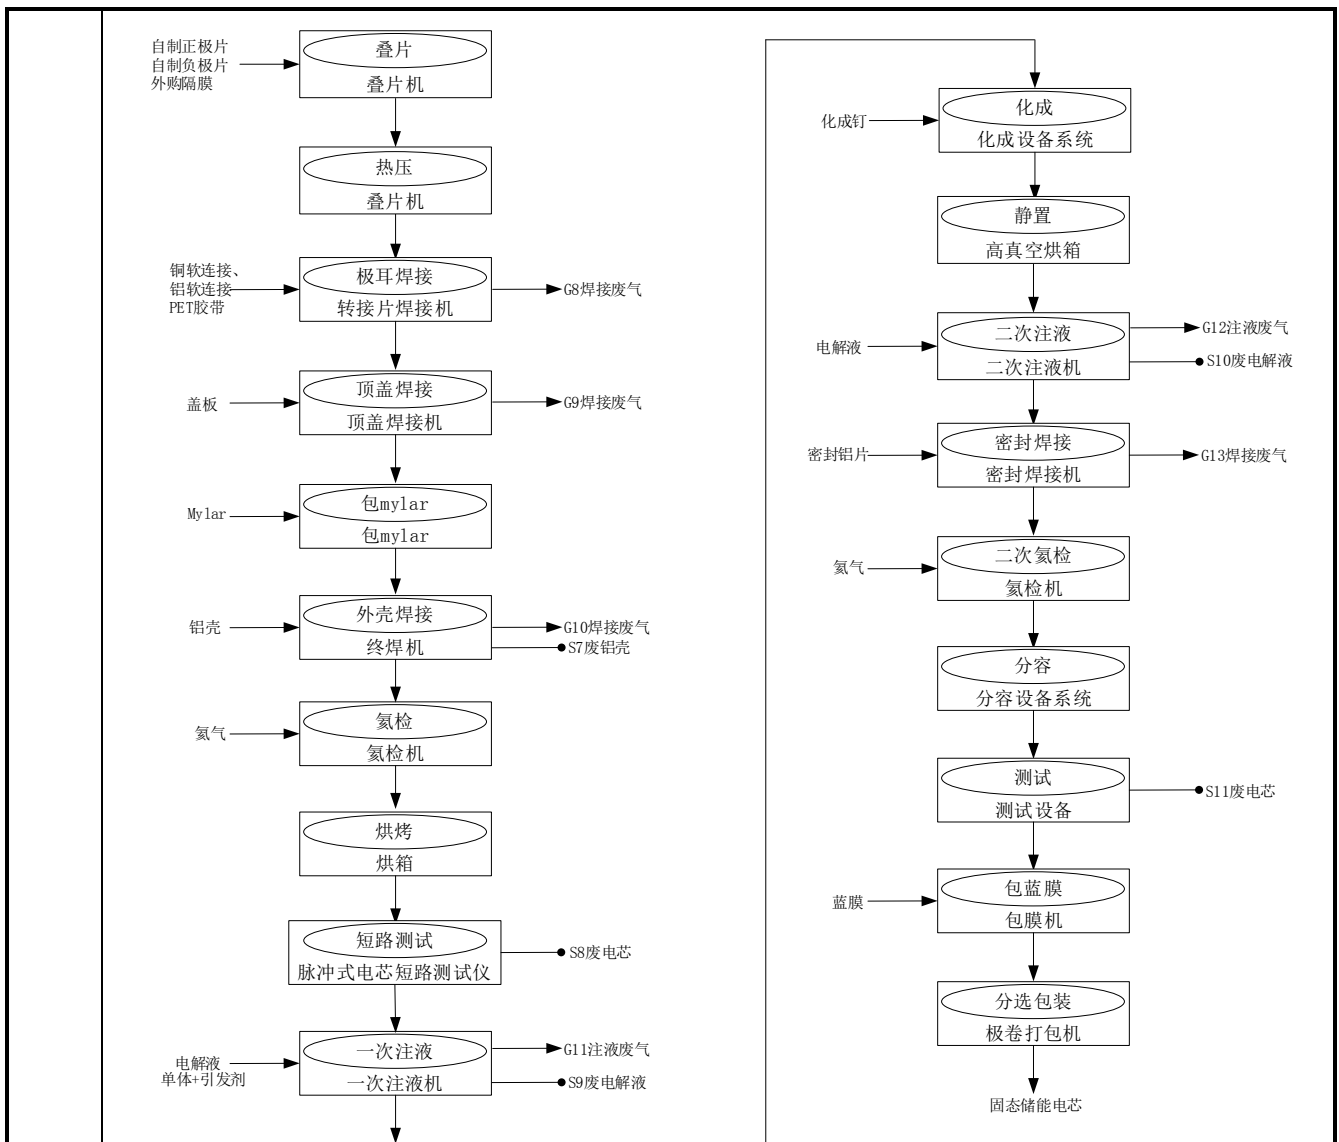 自制正极片
自制负极片
外购隔膜
叠片
叠片机
热压
叠片机
铜软连接、
铝软连接
PET胶带
极耳焊接
转接片焊接机
G8焊接废气
盖板
顶盖焊接
顶盖焊接机
G9焊接废气
Mylar
包mylar
包mylar
铝壳
外壳焊接
终焊机
G10焊接废气
S7废铝壳
氦气
氦检
氦检机
烘烤
烘箱
短路测试
脉冲式电芯短路测试仪
S8废电芯
电解液
单体+引发剂
一次注液
一次注液机
G11注液废气
S9废电解液
化成钉
化成
化成设备系统
静置
高真空烘箱
电解液
二次注液
二次注液机
G12注液废气
S10废电解液
密封铝片
密封焊接
密封焊接机
G13焊接废气
氦气
二次氦检
氦检机
分容
分容设备系统
测试
测试设备
S11废电芯
蓝膜
包蓝膜
包膜机
分选包装
极卷打包机
固态储能电芯